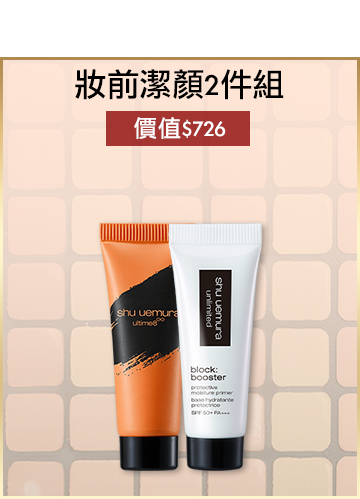 妝前潔顏2件組
價值$726
shu uemura
ultime8∞
shu uemura
unlimited
block:
booster
protective
moisture primer
base hydratante
protectrice
SPF 50+ PA+++